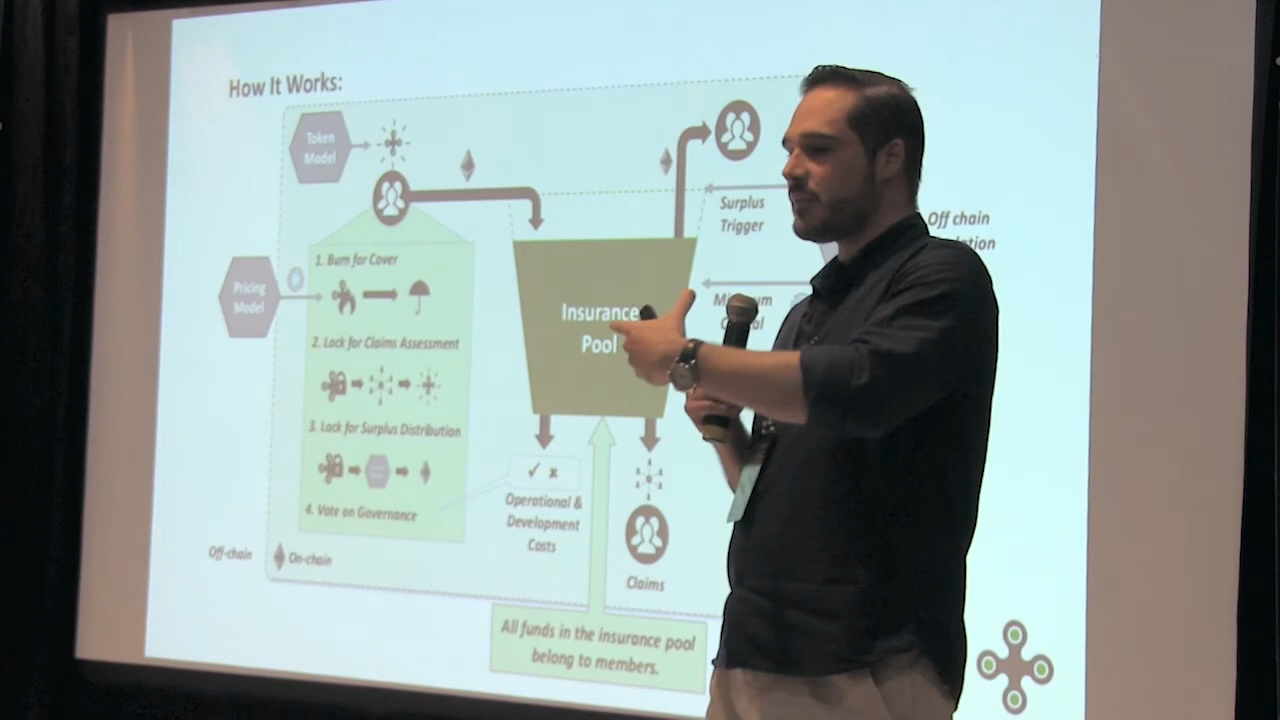 How It Works:
Token
Model
Pricing
Model
1. Burn for Cover
2. Lock for Claims Assessment
3. Lock for Surplus Distribution
4. Vote on Governance
Off-chain
On-chain
Insurance
Pool
Surplus
Trigger
Off chain
Operational &
Development
Costs
Claims
All funds in the insurance pool
belong to members.